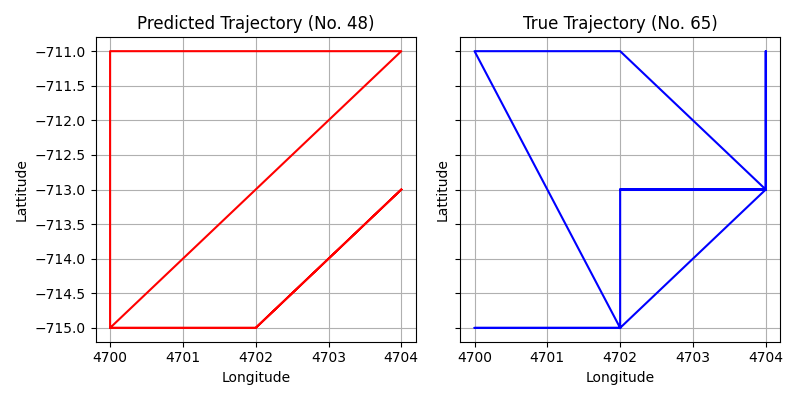 Predicted Trajectory (No. 48)
True Trajectory (No. 65)
−711.0
−711.5
−712.0
−712.5
−713.0
−713.5
−714.0
−714.5
−715.0
Lattitude
Lattitude
4700 4701 4702 4703 4704
4700 4701 4702 4703 4704
Longitude
Longitude